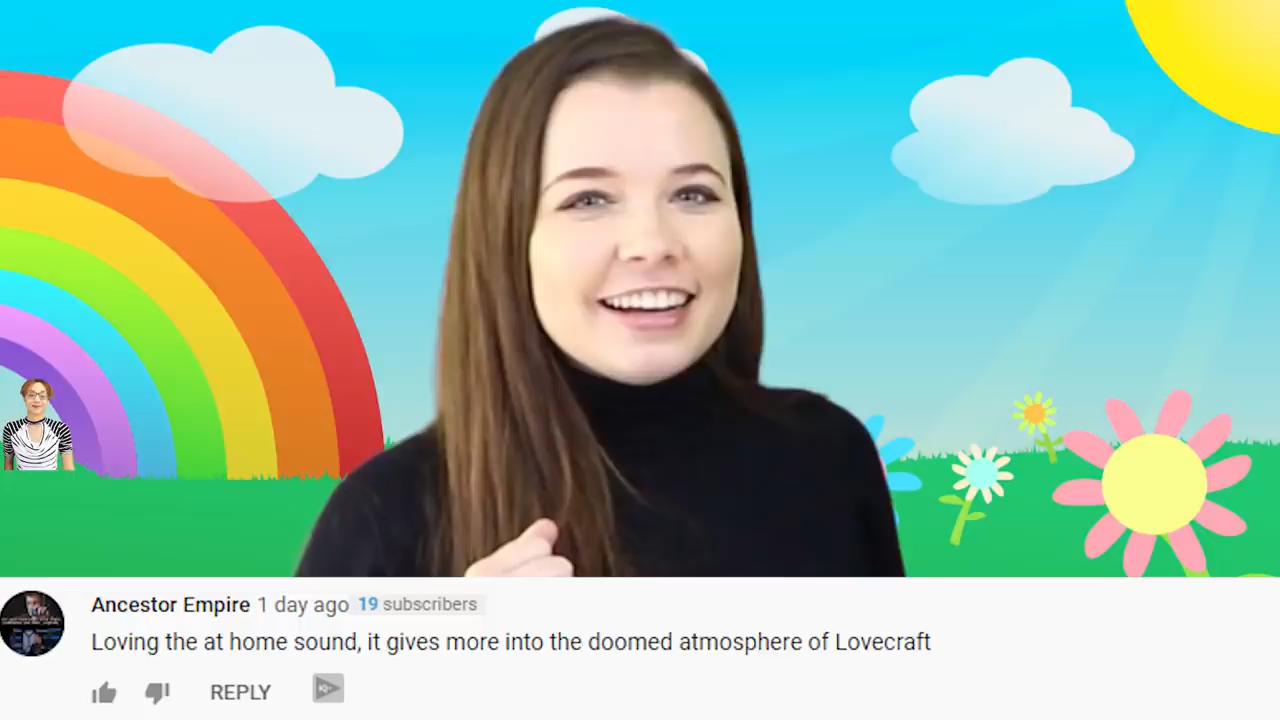 Ancestor Empire 1 day ago 19 subscribers
Loving the at home sound, it gives more into the doomed atmosphere of Lovecraft
REPLY